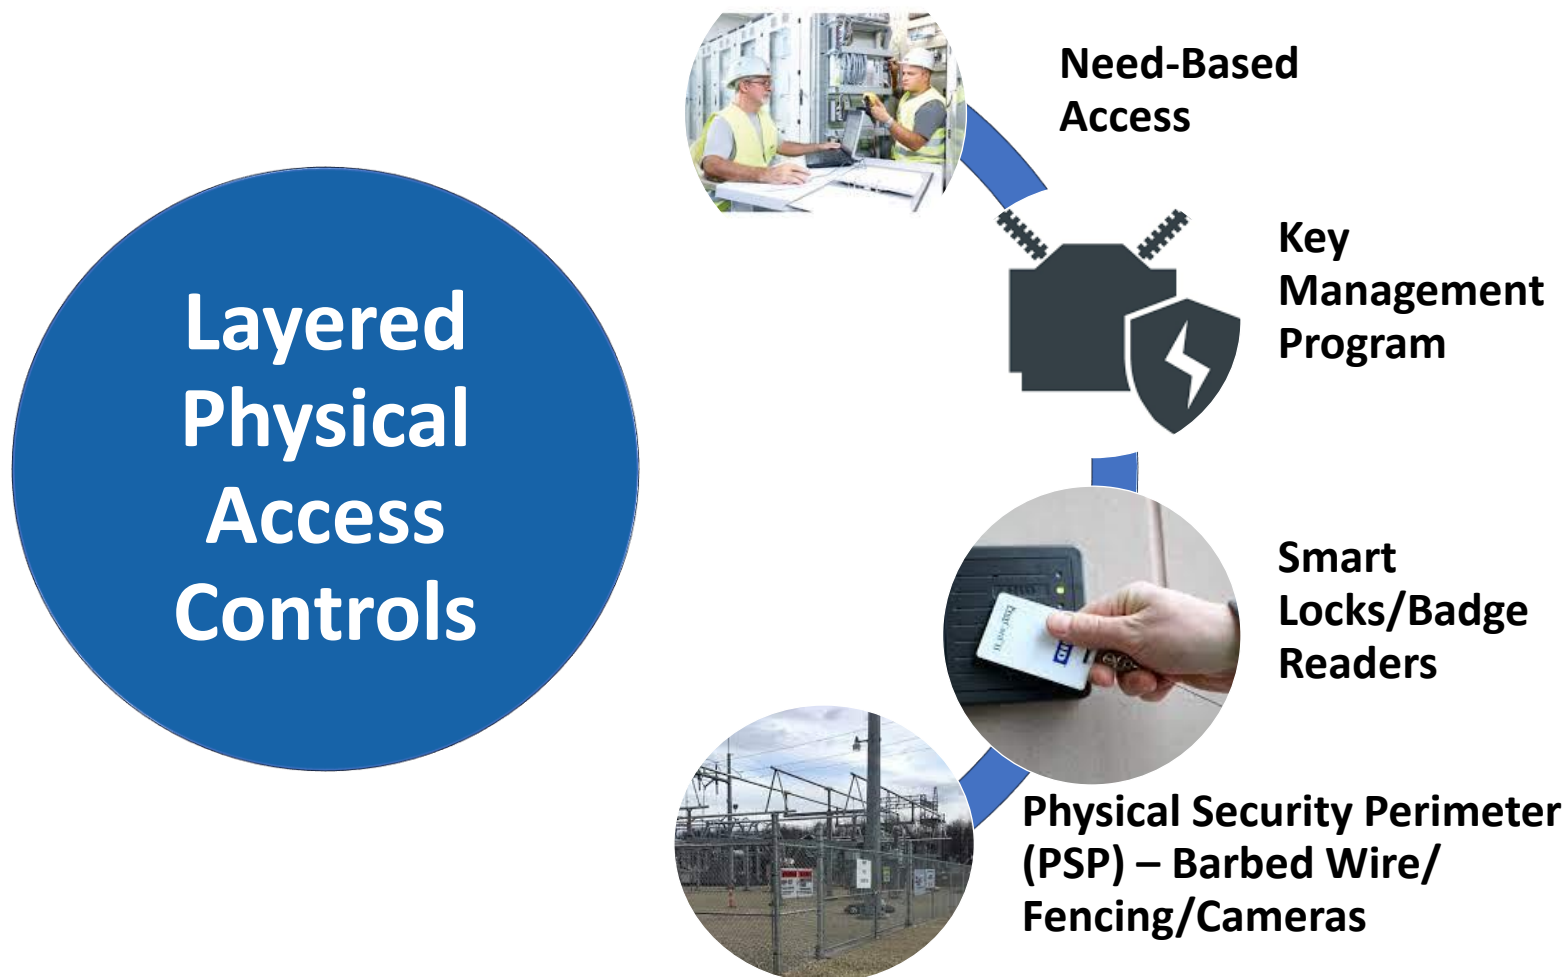 Layered
Physical
Access
Controls
Need-Based
Access
Key
Management
Program
Smart
Locks/Badge
Readers
HID
Physical Security Perimeter
(PSP) – Barbed Wire/
Fencing/Cameras